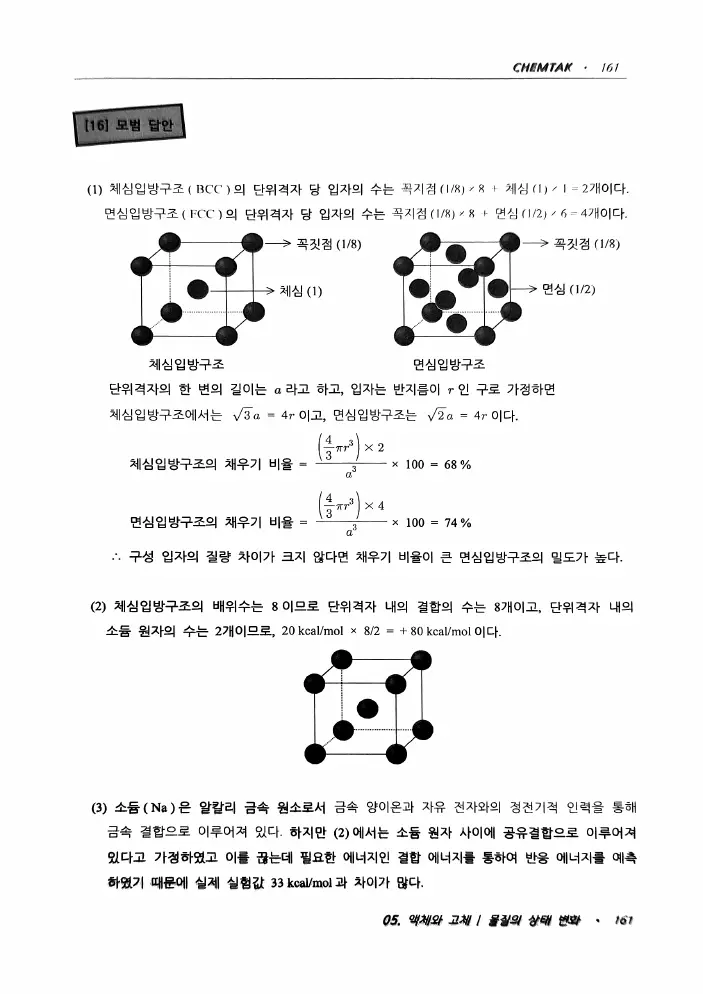 CHEMTAK · 161
[16] 모범 답안
(1) 체심입방구조 ( BCC ) 의 단위격자 당 입자의 수는 꼭지점 (1/8) × 8 + 체심 (1) × 1 = 2개이다.
면심입방구조 ( FCC ) 의 단위격자 당 입자의 수는 꼭지점 (1/8) × 8 + 면심 (1/2) × 6 = 4개이다.
꼭짓점 (1/8) 꼭짓점 (1/8)
체심 (1) 면심 (1/2)
체심입방구조 면심입방구조
단위격자의 한 변의 길이는 a 라고 하고, 입자는 반지름이 r 인 구로 가정하면
체심입방구조에서는 √3 a = 4r 이고, 면심입방구조는 √2 a = 4r 이다.
체심입방구조의 채우기 비율 = (4/3 πr³) × 2 / a³ × 100 = 68 %
면심입방구조의 채우기 비율 = (4/3 πr³) × 4 / a³ × 100 = 74 %
∴ 구성 입자의 질량 차이가 크지 않다면 채우기 비율이 큰 면심입방구조의 밀도가 높다.
(2) 체심입방구조의 배위수는 8 이므로 단위격자 내의 결합의 수는 8개이고, 단위격자 내의
소듐 원자의 수는 2개이므로, 20 kcal/mol × 8/2 = + 80 kcal/mol 이다.
(3) 소듐 ( Na ) 은 알칼리 금속 원소로서 금속 양이온과 자유 전자와의 정전기적 인력을 통해
금속 결합으로 이루어져 있다. 하지만 (2) 에서는 소듐 원자 사이에 공유결합으로 이루어져
있다고 가정하였고 이를 끊는데 필요한 에너지인 결합 에너지를 통하여 반응 에너지를 예측
하였기 때문에 실제 실험값 33 kcal/mol 과 차이가 많다.
05. 액체와 고체 / 물질의 상태 변화 · 161